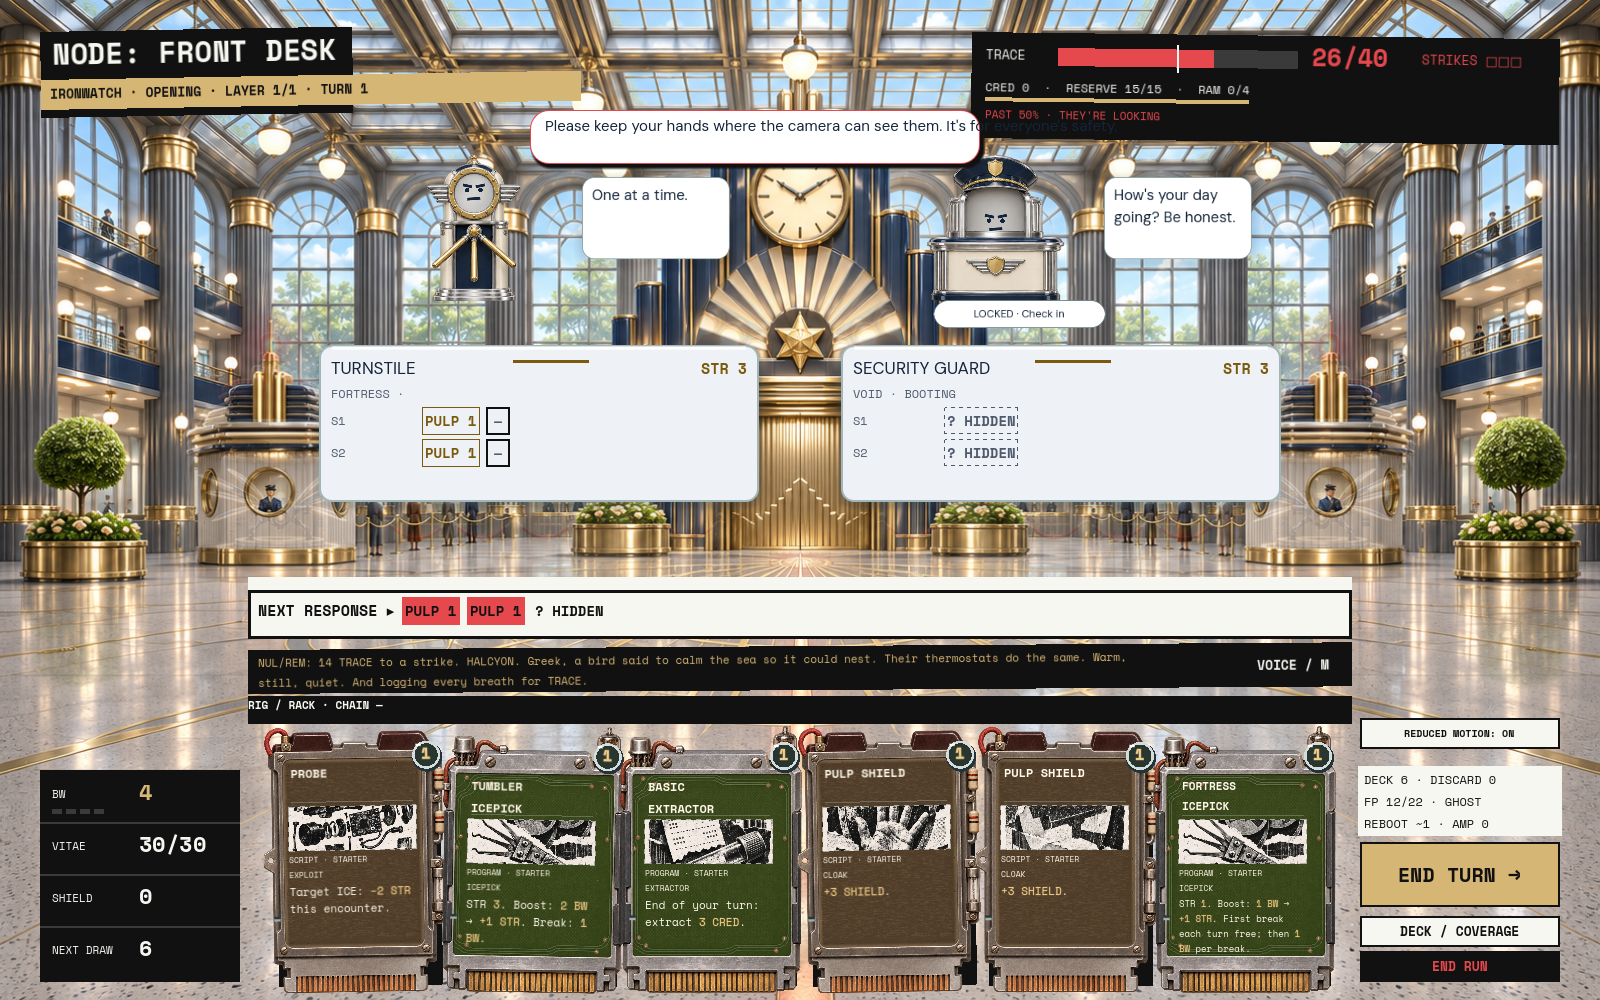 NODE: FRONT DESK
IRONWATCH · OPENING · LAYER 1/1 · TURN 1
TRACE
26/40
STRIKES □□□
CRED 0 · RESERVE 15/15 · RAM 0/4
PAST 50% · THEY'RE LOOKING
Please keep your hands where the camera can see them. It's for everyone's safety.
One at a time.
How's your day
going? Be honest.
LOCKED · Check in
TURNSTILE
STR 3
FORTRESS ·
S1 PULP 1 —
S2 PULP 1 —
SECURITY GUARD
STR 3
VOID · BOOTING
S1 ? HIDDEN
S2 ? HIDDEN
NEXT RESPONSE ▸ PULP 1 PULP 1 ? HIDDEN
NUL/REM: 14 TRACE to a strike. HALCYON. Greek, a bird said to calm the sea so it could nest. Their thermostats do the same. Warm,
still, quiet. And logging every breath for TRACE.
VOICE / M
RIG / RACK · CHAIN —
BW 4
VITAE 30/30
SHIELD 0
NEXT DRAW 6
1
PROBE
SCRIPT · STARTER
EXPLOIT
Target ICE: −2 STR
this encounter.
1
TUMBLER
ICEPICK
PROGRAM · STARTER
ICEPICK
STR 3. Boost: 2 BW
→ +1 STR. Break: 1
BW.
1
BASIC
EXTRACTOR
PROGRAM · STARTER
EXTRACTOR
End of your turn:
extract 3 CRED.
1
PULP SHIELD
SCRIPT · STARTER
CLOAK
+3 SHIELD.
1
PULP SHIELD
SCRIPT · STARTER
CLOAK
+3 SHIELD.
1
FORTRESS
ICEPICK
PROGRAM · STARTER
ICEPICK
STR 1. Boost: 1 BW →
+1 STR. First break
each turn free; then 1
BW per break.
REDUCED MOTION: ON
DECK 6 · DISCARD 0
FP 12/22 · GHOST
REBOOT ~1 · AMP 0
END TURN →
DECK / COVERAGE
END RUN